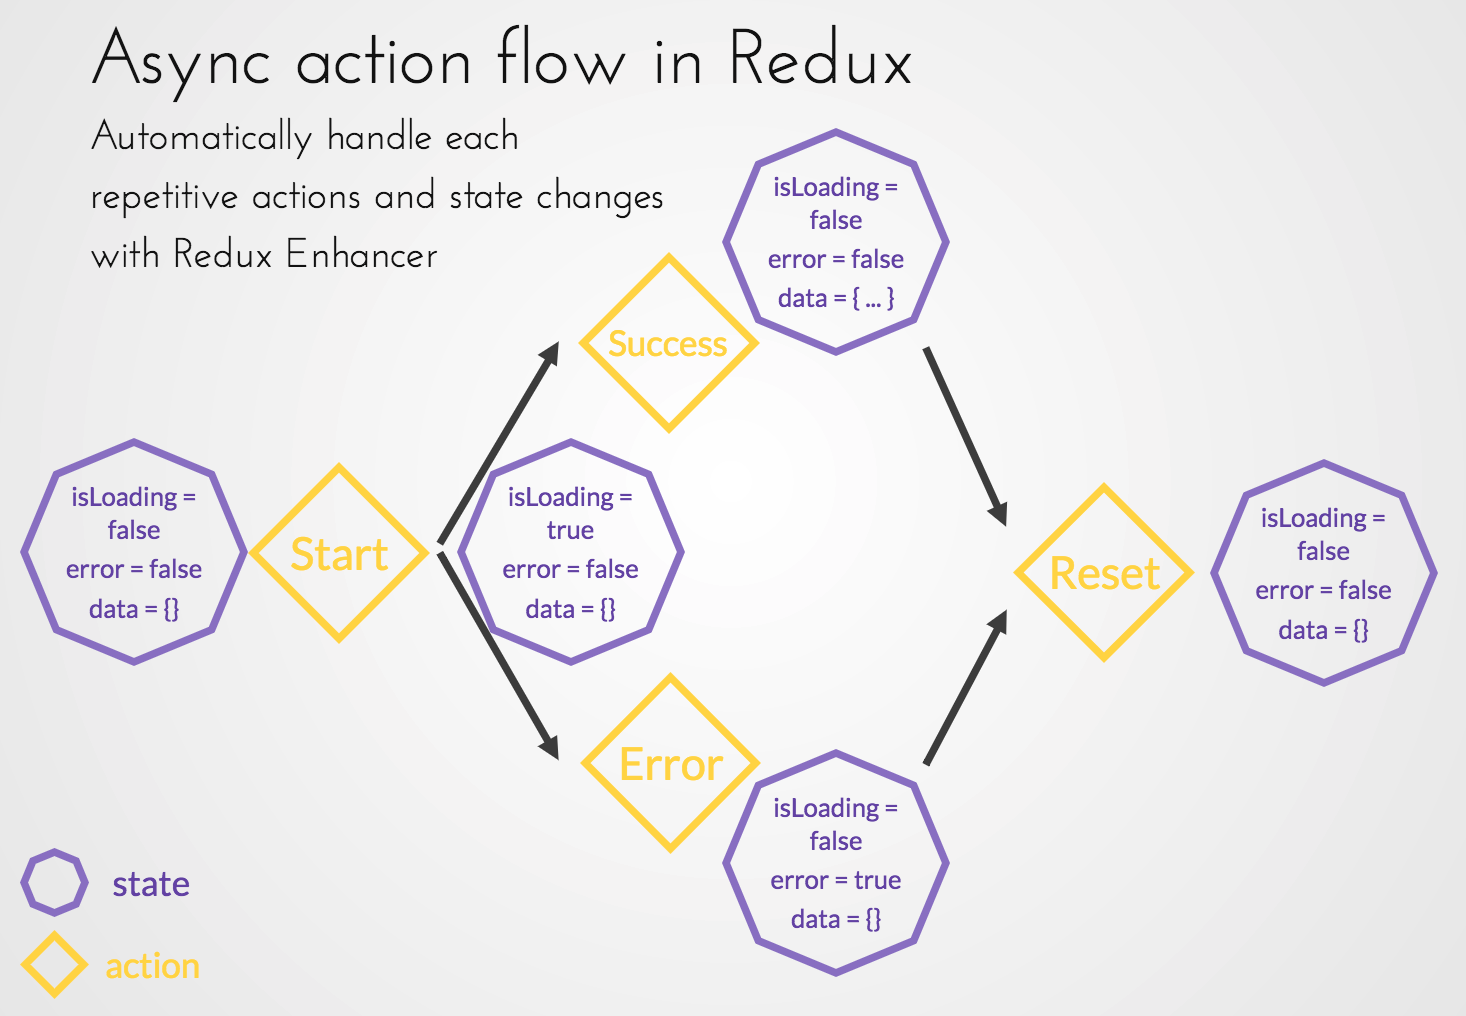 Async action flow in Redux
Automatically handle each
repetitive actions and state changes
with Redux Enhancer
isLoading =
false
error = false
data = { ... }
Success
isLoading =
false
error = false
data = {}
Start
isLoading =
true
error = false
data = {}
Reset
isLoading =
false
error = false
data = {}
Error
isLoading =
false
error = true
data = {}
state
action